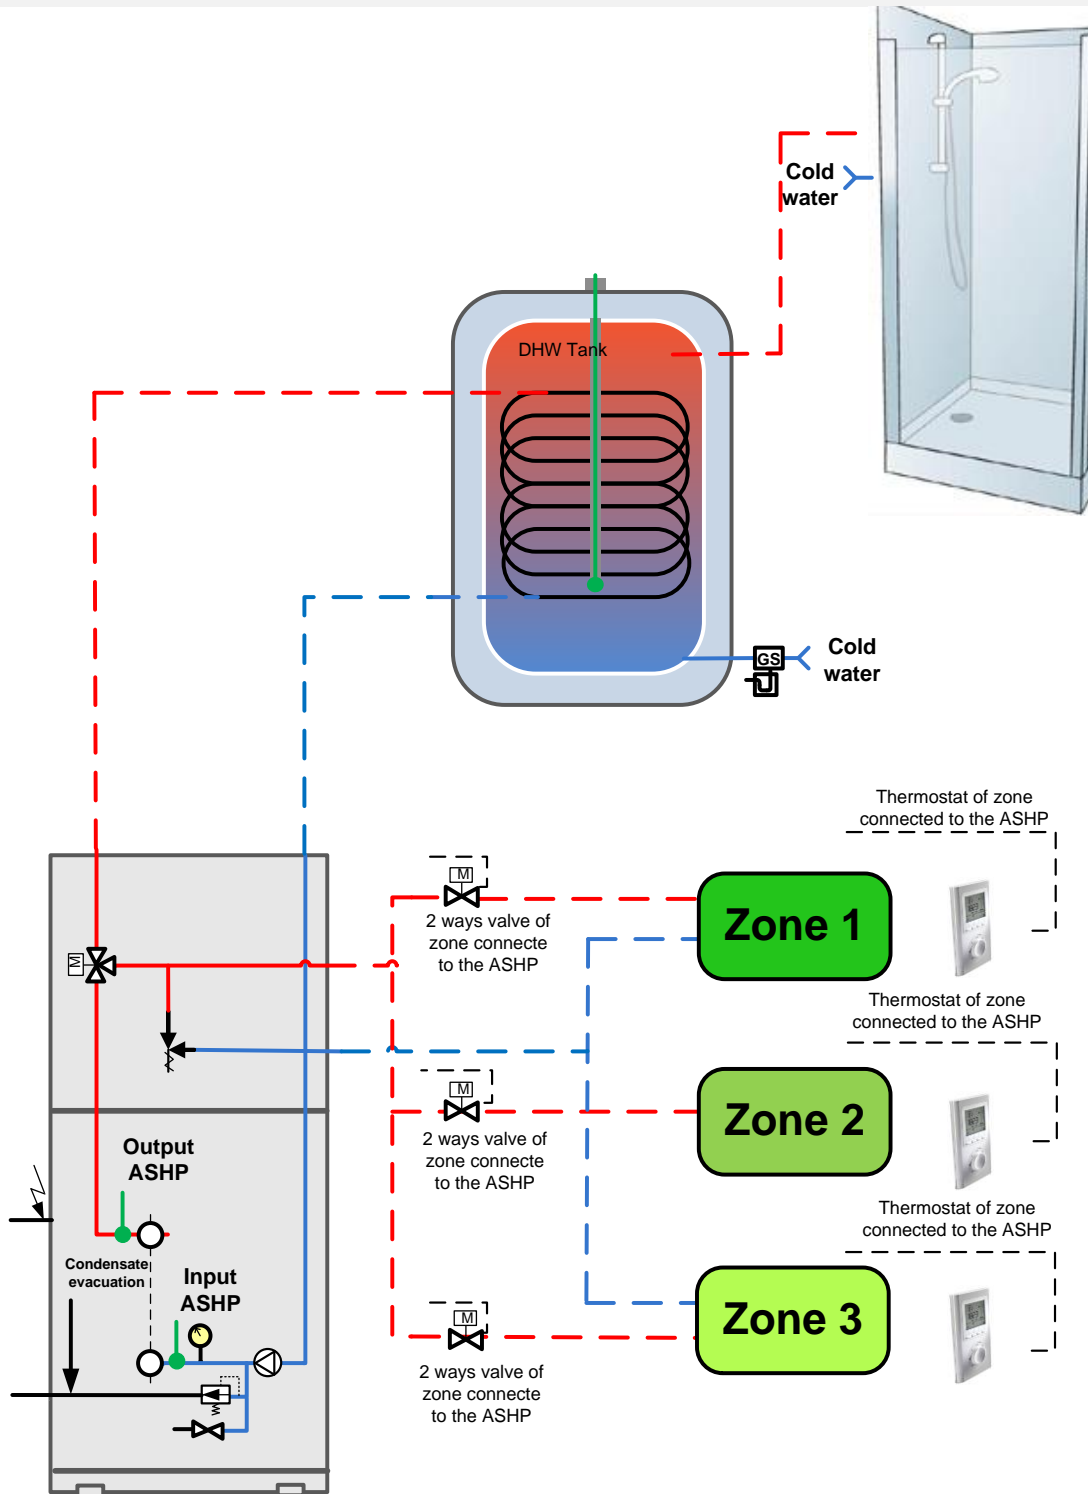 Cold
water
DHW Tank
GS
Cold
water
Thermostat of zone
connected to the ASHP
M
2 ways valve of
zone connecte
to the ASHP
Zone 1
M
Thermostat of zone
connected to the ASHP
M
2 ways valve of
zone connecte
to the ASHP
Zone 2
Output
ASHP
Thermostat of zone
connected to the ASHP
Condensate
evacuation
Input
ASHP
M
2 ways valve of
zone connecte
to the ASHP
Zone 3